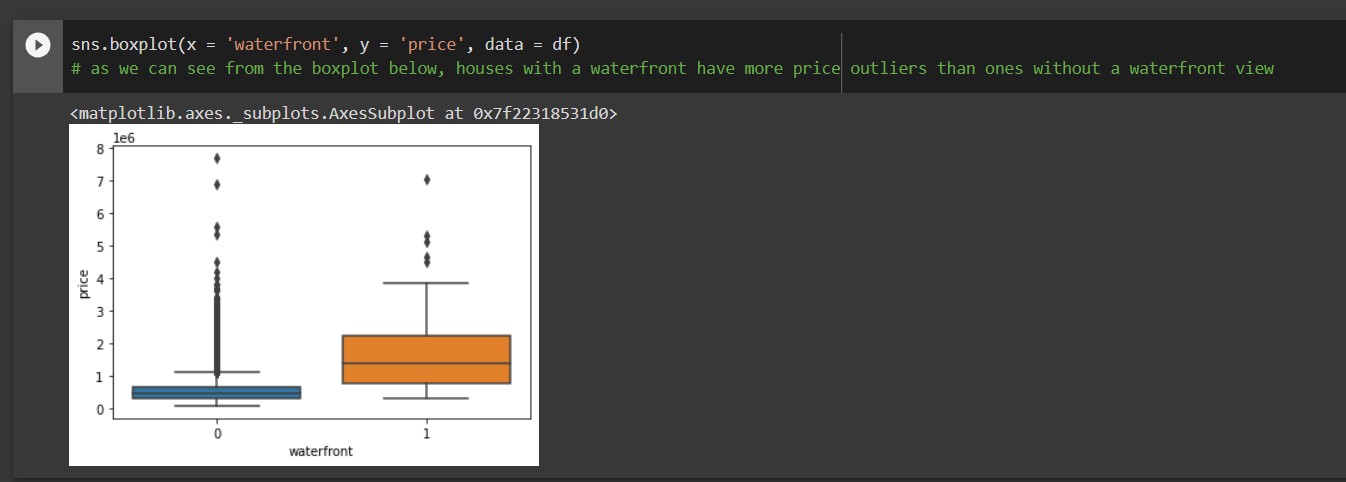 sns.boxplot(x = 'waterfront', y = 'price', data = df)
# as we can see from the boxplot below, houses with a waterfront have more price outliers than ones without a waterfront view
<matplotlib.axes._subplots.AxesSubplot at 0x7f22318531d0>
1e6
8
7
6
5
4
3
2
1
0
price
0 1
waterfront